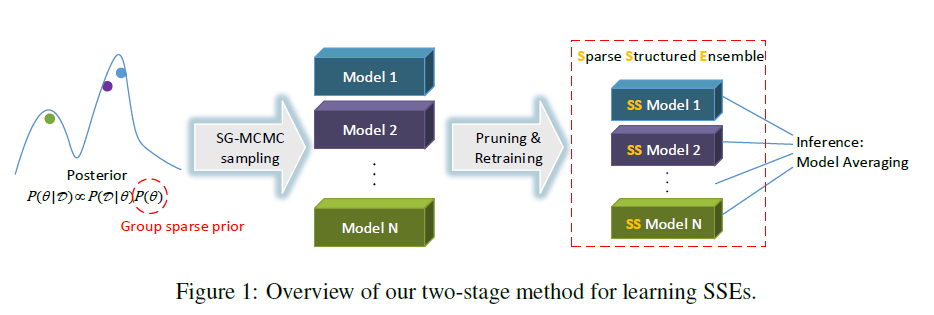 Posterior
P(θ|𝒟)∝P(𝒟|θ)P(θ)
Group sparse prior
SG-MCMC
sampling
Model 1
Model 2
⋮
Model N
Pruning &
Retraining
Sparse Structured Ensemble
SS Model 1
SS Model 2
⋮
SS Model N
Inference:
Model Averaging
Figure 1: Overview of our two-stage method for learning SSEs.